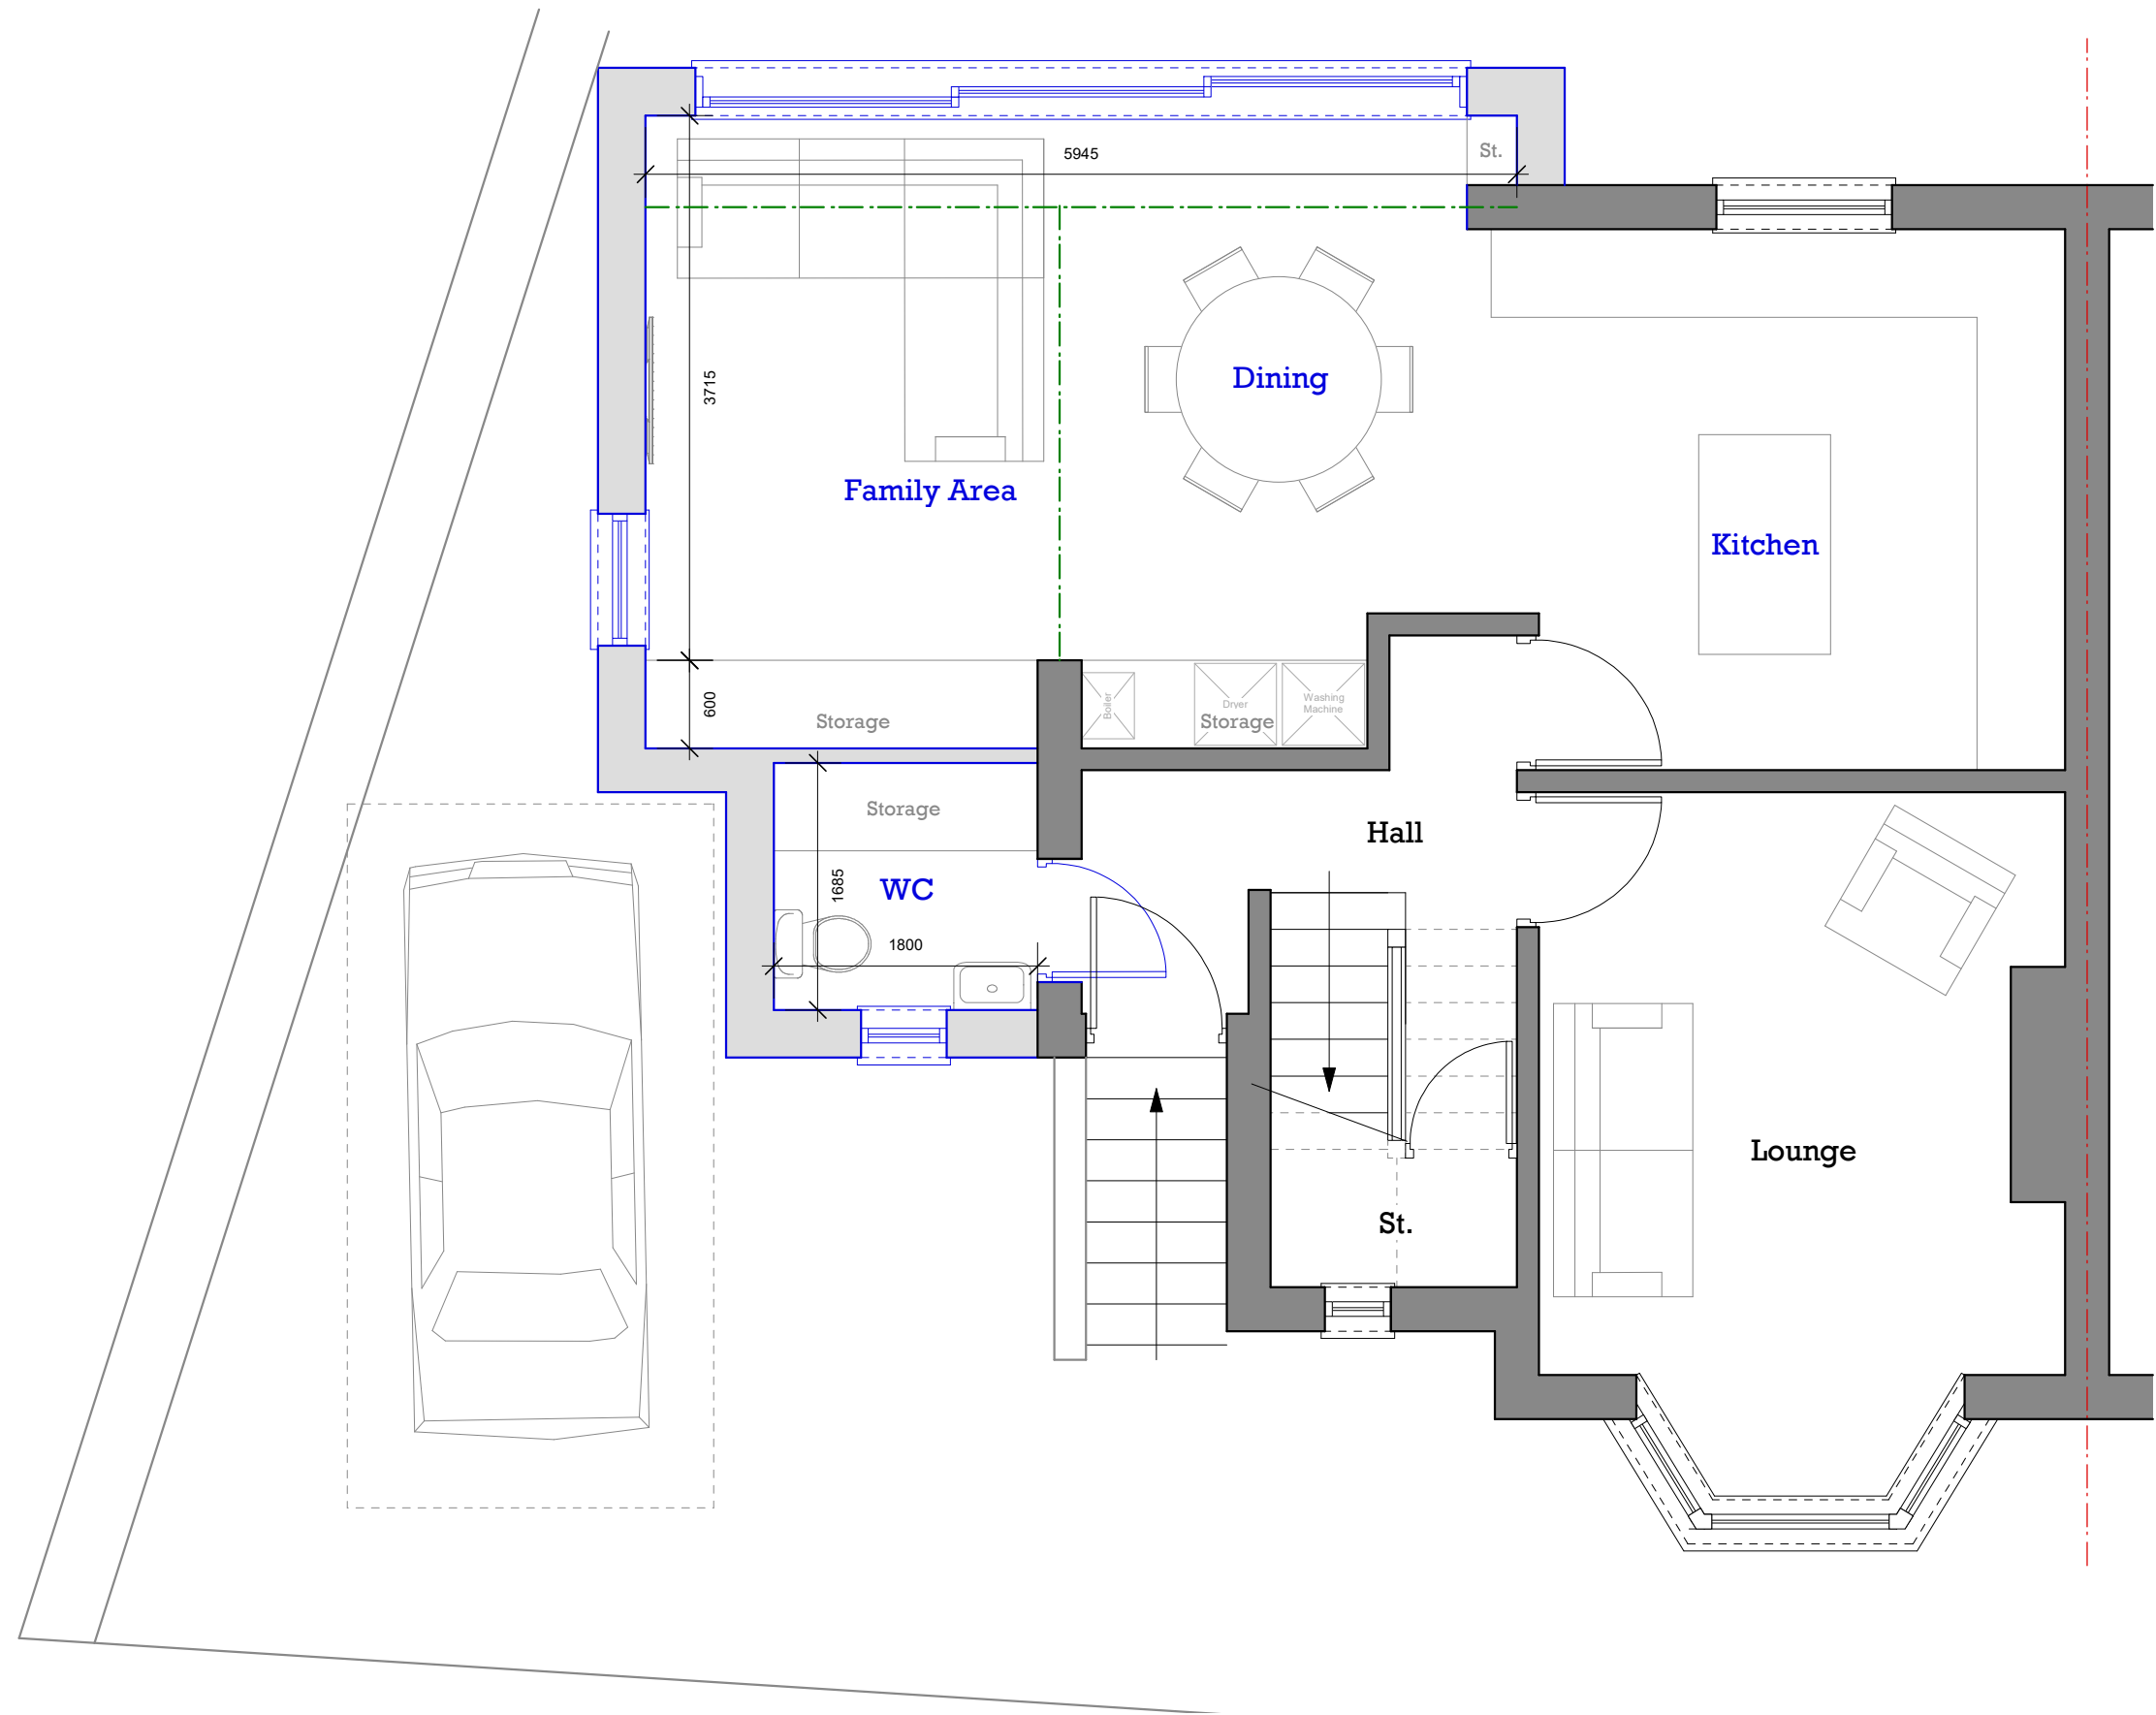 5945
St.
Dining
3715
Family Area
Kitchen
600
Storage
Boiler
Dryer
Storage
Washing
Machine
Storage
Hall
WC
1685
1800
Lounge
St.